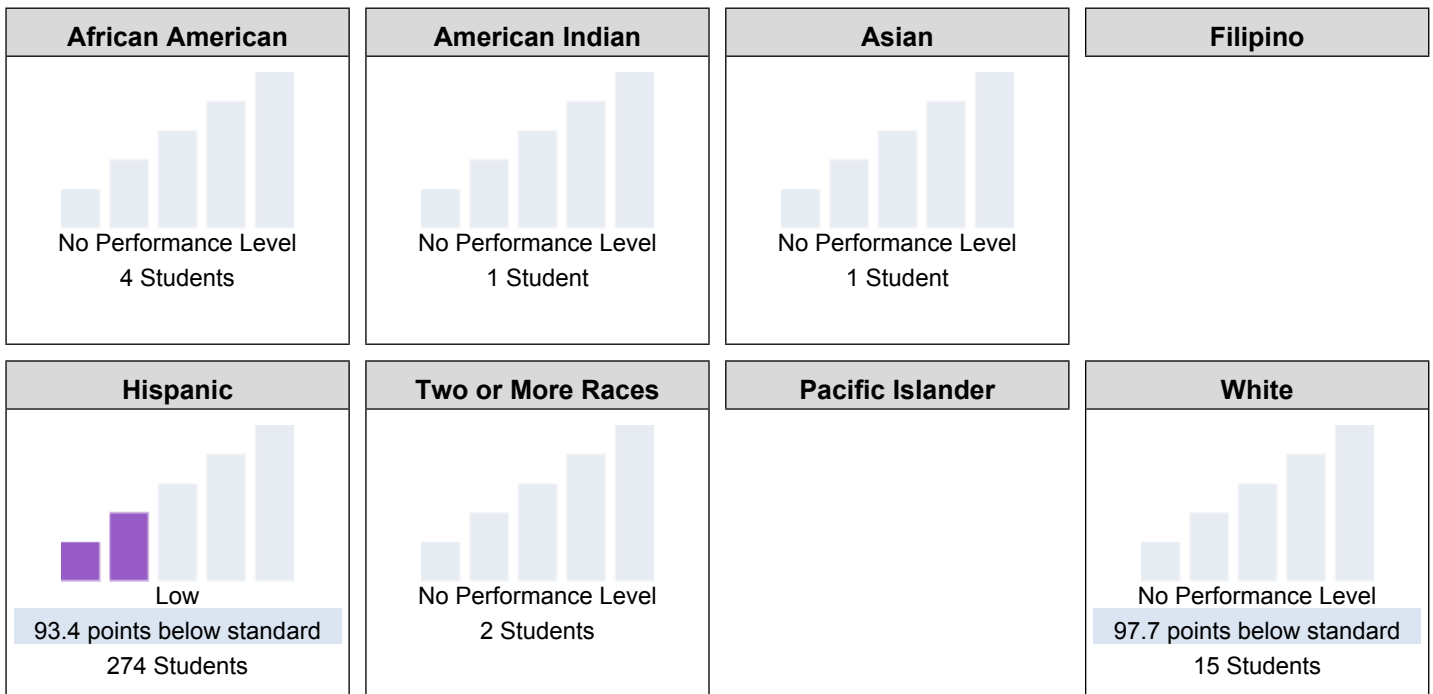 African American
No Performance Level
4 Students
American Indian
No Performance Level
1 Student
Asian
No Performance Level
1 Student
Filipino
Hispanic
Low
93.4 points below standard
274 Students
Two or More Races
No Performance Level
2 Students
Pacific Islander
White
No Performance Level
97.7 points below standard
15 Students